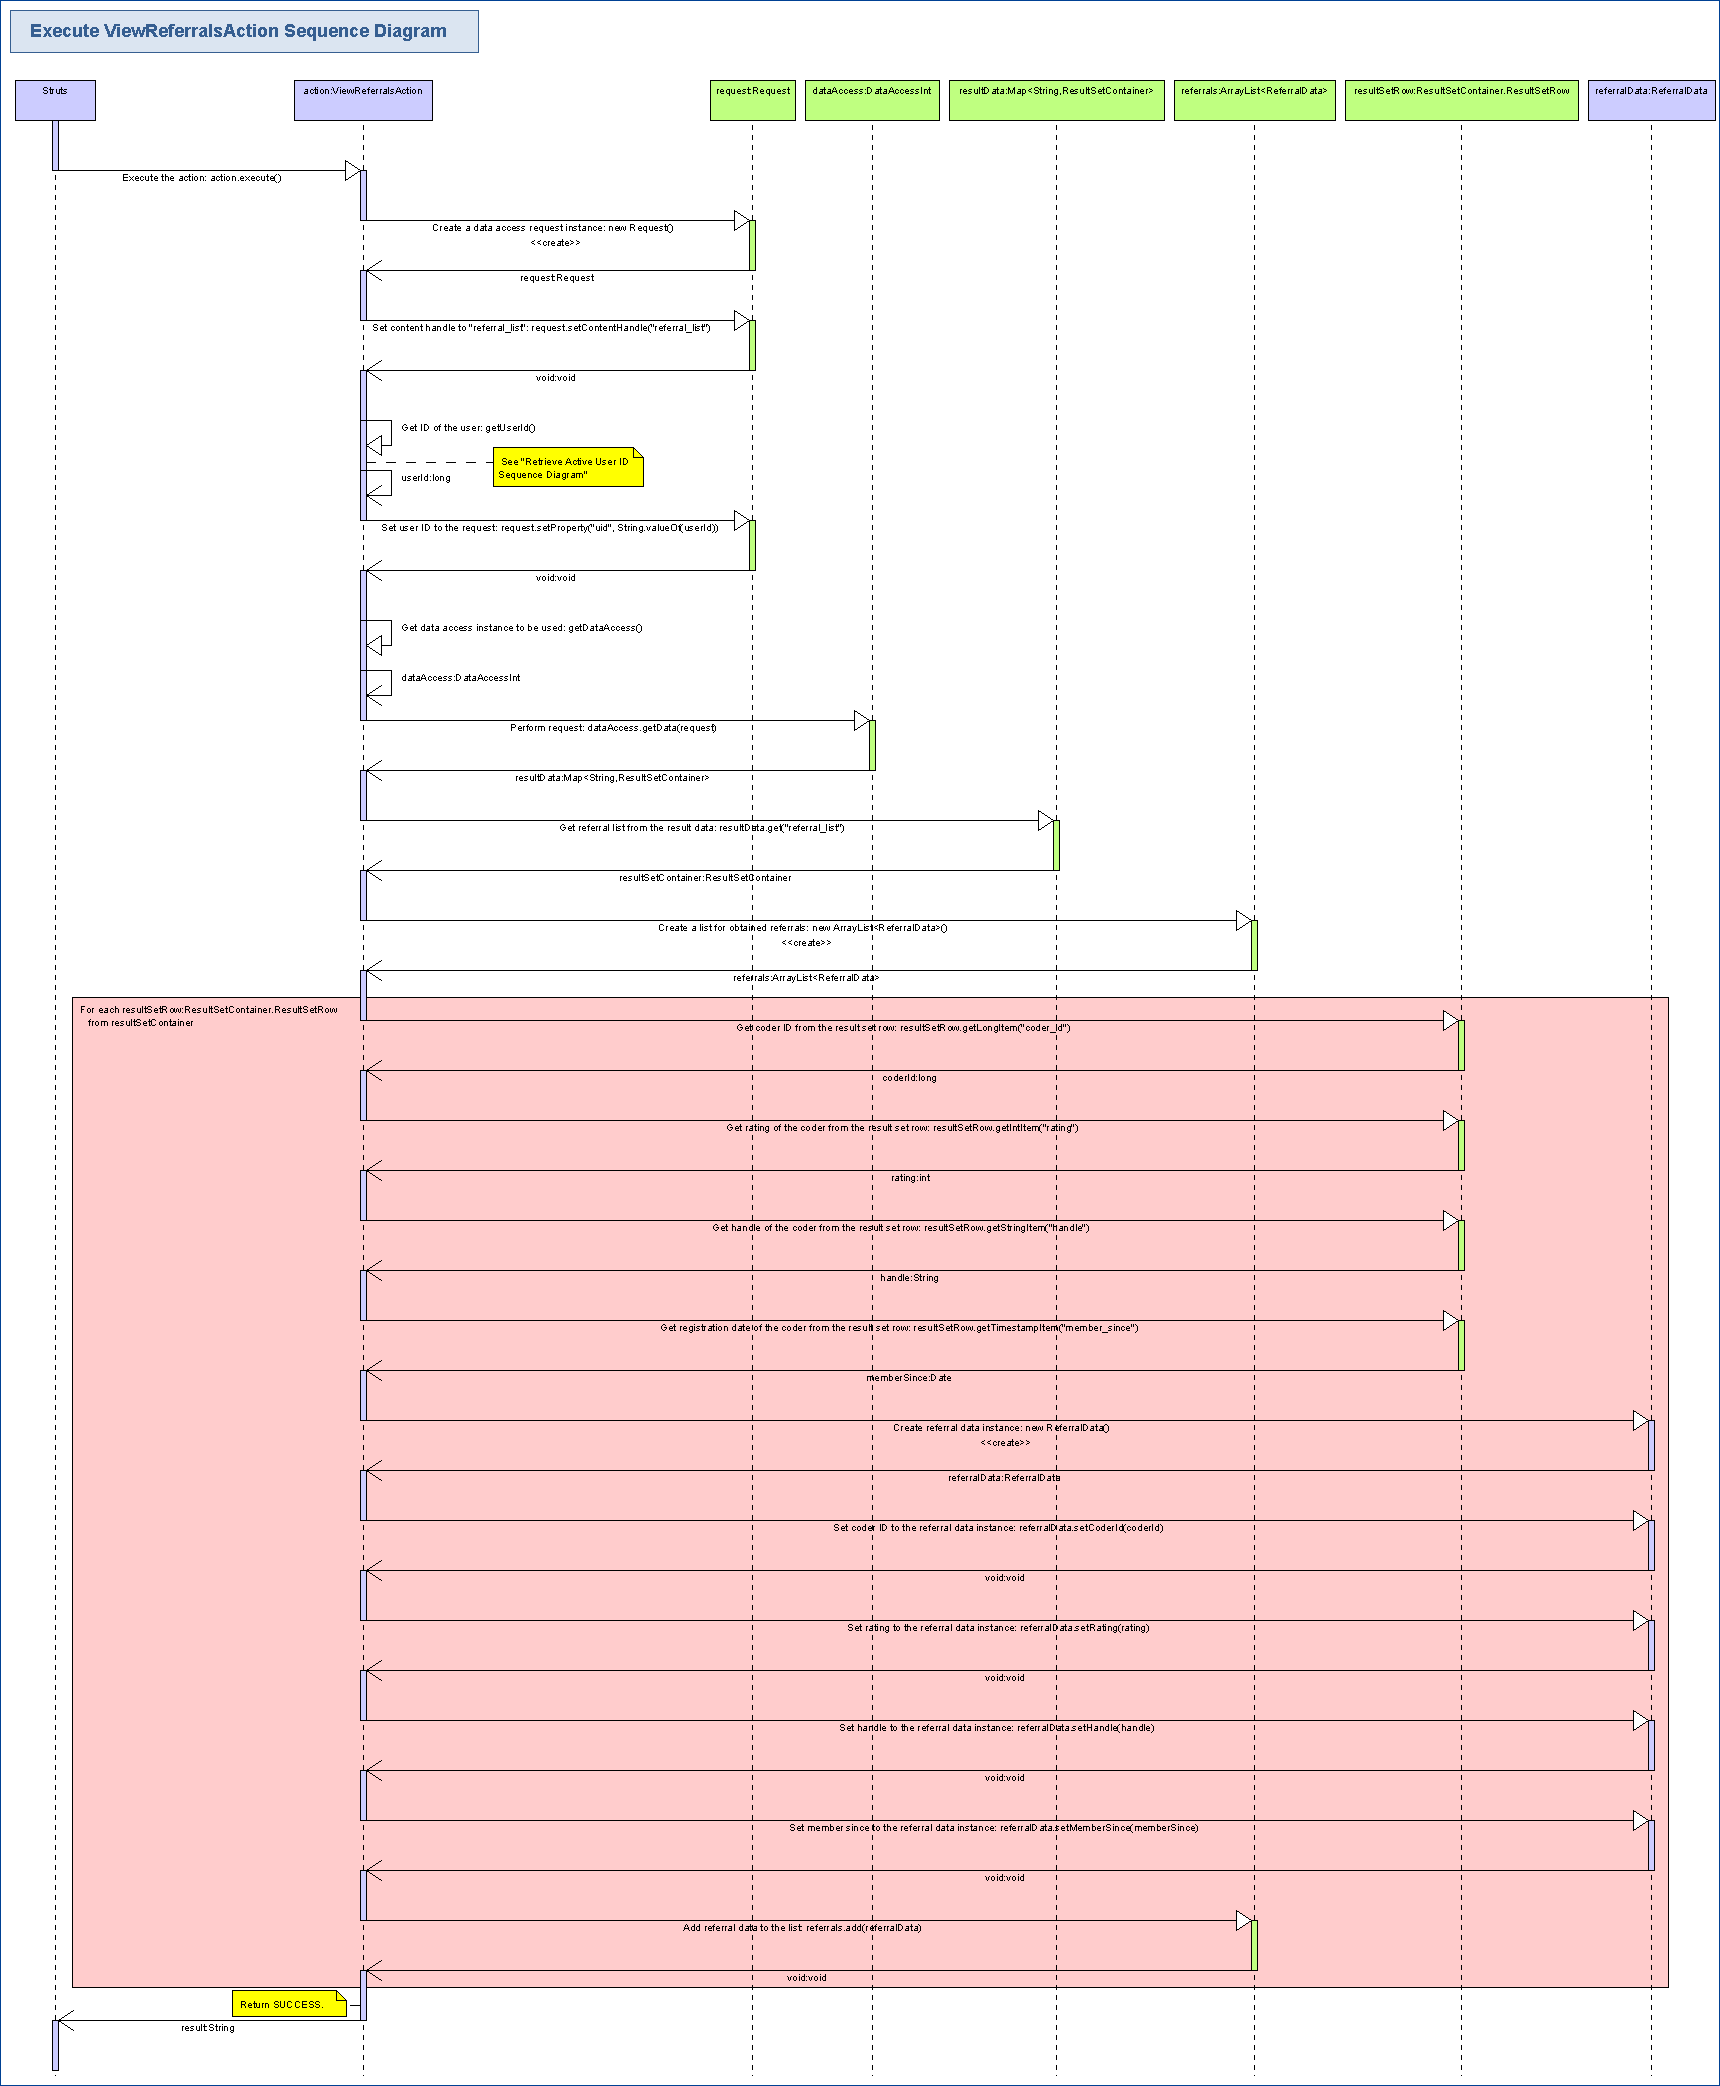 Execute ViewReferralsAction Sequence Diagram
Struts
action:ViewReferralsAction
request:Request
dataAccess:DataAccessInt
resultData:Map<String,ResultSetContainer>
referrals:ArrayList<ReferralData>
resultSetRow:ResultSetContainer.ResultSetRow
referralData:ReferralData
Execute the action: action.execute()
Create a data access request instance: new Request()
<<create>>
request:Request
Set content handle to "referral_list": request.setContentHandle("referral_list")
void:void
Get ID of the user: getUserId()
See "Retrieve Active User ID
Sequence Diagram"
userId:long
Set user ID to the request: request.setProperty("uid", String.valueOf(userId))
void:void
Get data access instance to be used: getDataAccess()
dataAccess:DataAccessInt
Perform request: dataAccess.getData(request)
resultData:Map<String,ResultSetContainer>
Get referral list from the result data: resultData.get("referral_list")
resultSetContainer:ResultSetContainer
Create a list for obtained referrals: new ArrayList<ReferralData>()
<<create>>
referrals:ArrayList<ReferralData>
For each resultSetRow:ResultSetContainer.ResultSetRow
from resultSetContainer
Get coder ID from the result set row: resultSetRow.getLongItem("coder_id")
coderId:long
Get rating of the coder from the result set row: resultSetRow.getIntItem("rating")
rating:int
Get handle of the coder from the result set row: resultSetRow.getStringItem("handle")
handle:String
Get registration date of the coder from the result set row: resultSetRow.getTimestampItem("member_since")
memberSince:Date
Create referral data instance: new ReferralData()
<<create>>
referralData:ReferralData
Set coder ID to the referral data instance: referralData.setCoderId(coderId)
void:void
Set rating to the referral data instance: referralData.setRating(rating)
void:void
Set handle to the referral data instance: referralData.setHandle(handle)
void:void
Set member since to the referral data instance: referralData.setMemberSince(memberSince)
void:void
Add referral data to the list: referrals.add(referralData)
void:void
Return SUCCESS.
result:String